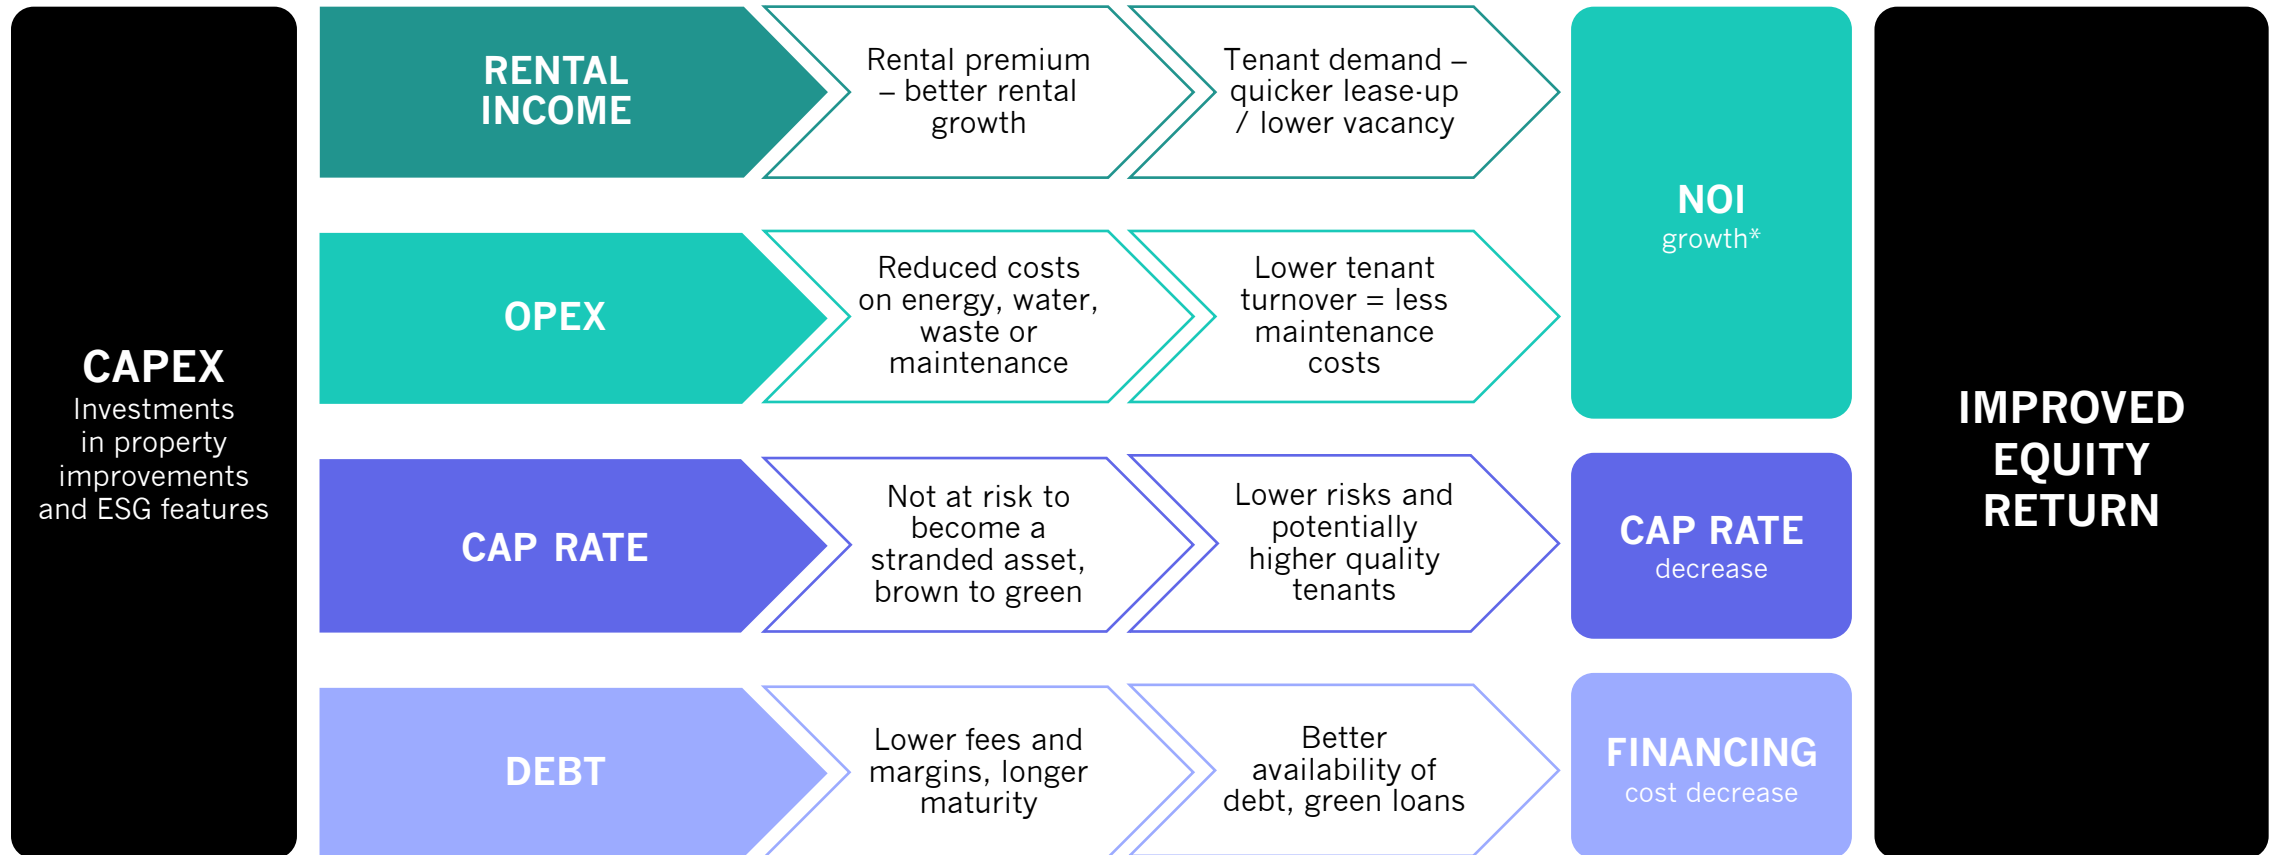 CAPEX
Investments
in property
improvements
and ESG features
RENTAL
INCOME
Rental premium
– better rental
growth
Tenant demand –
quicker lease-up
/ lower vacancy
OPEX
Reduced costs
on energy, water,
waste or
maintenance
Lower tenant
turnover = less
maintenance
costs
NOI
growth*
CAP RATE
Not at risk to
become a
stranded asset,
brown to green
Lower risks and
potentially
higher quality
tenants
CAP RATE
decrease
DEBT
Lower fees and
margins, longer
maturity
Better
availability of
debt, green loans
FINANCING
cost decrease
IMPROVED
EQUITY
RETURN